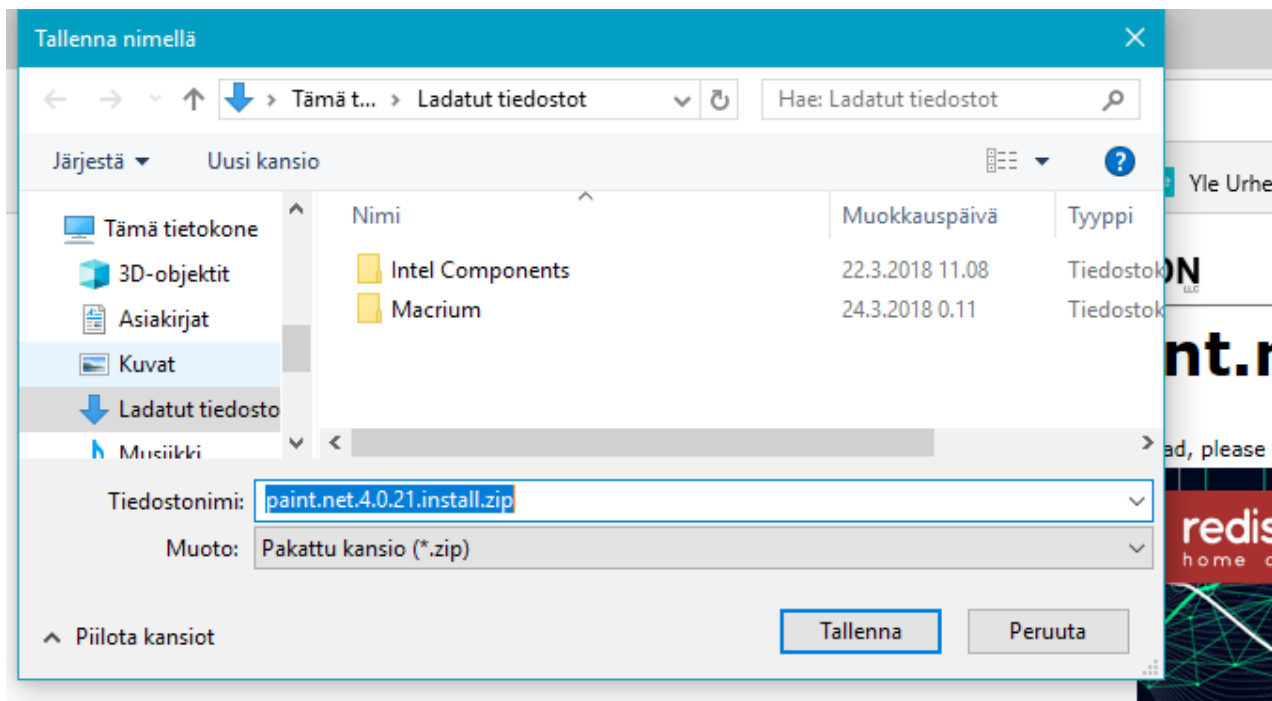 Tallenna nimellä
Tämä t... > Ladatut tiedostot
Hae: Ladatut tiedostot
Järjestä
Uusi kansio
Yle Urhe
Tämä tietokone
3D-objektit
Asiakirjat
Kuvat
Ladatut tiedosto
Musiikki
Nimi
Muokkauspäivä
Tyyppi
Intel Components
22.3.2018 11.08
Tiedostok
Macrium
24.3.2018 0.11
Tiedostok
ON
LLC
nt.
ad, please
Tiedostonimi:
paint.net.4.0.21.install.zip
Muoto:
Pakattu kansio (*.zip)
redis
home
Piilota kansiot
Tallenna
Peruuta